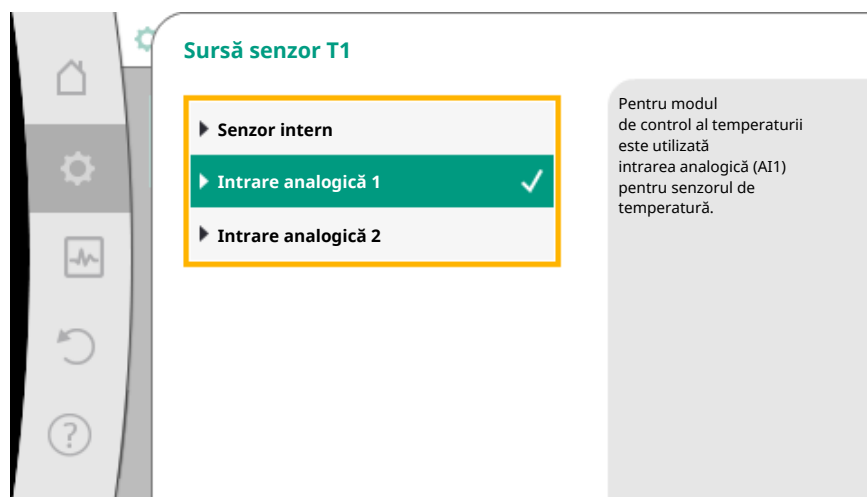 Sursă senzor T1
Senzor intern
Intrare analogică 1
Intrare analogică 2
Pentru modul
de control al temperaturii
este utilizată
intrarea analogică (AI1)
pentru senzorul de
temperatură.